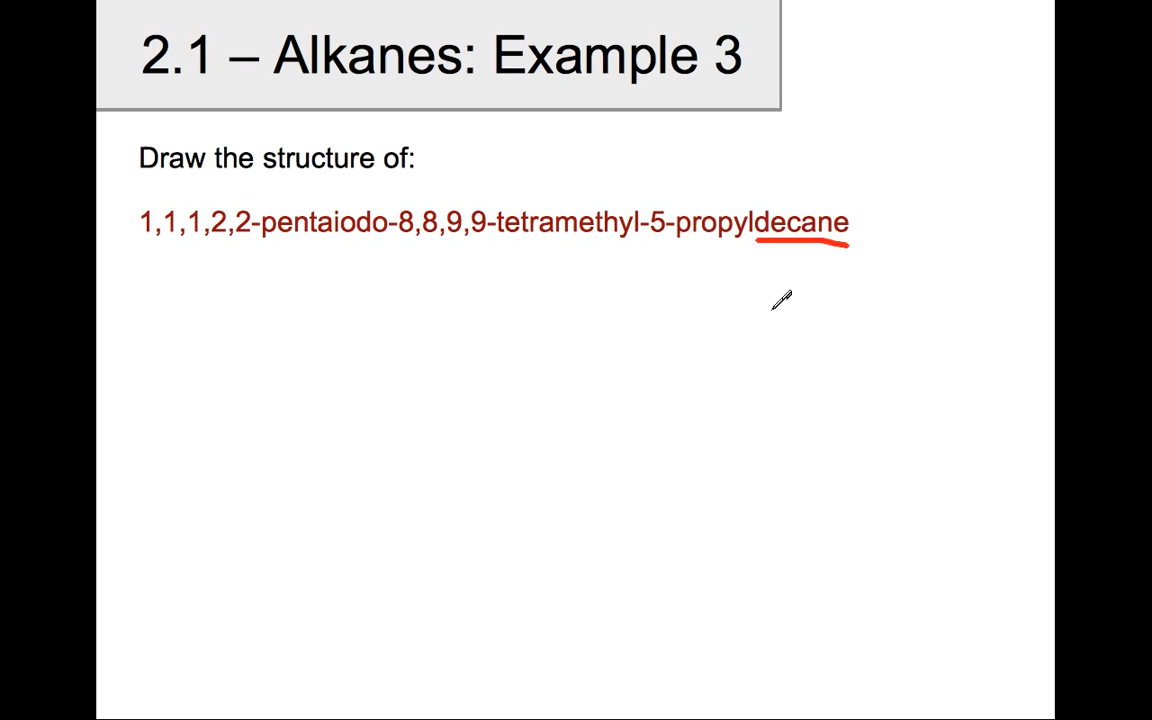 2.1 – Alkanes: Example 3
Draw the structure of:
1,1,1,2,2-pentaiodo-8,8,9,9-tetramethyl-5-propyldecane